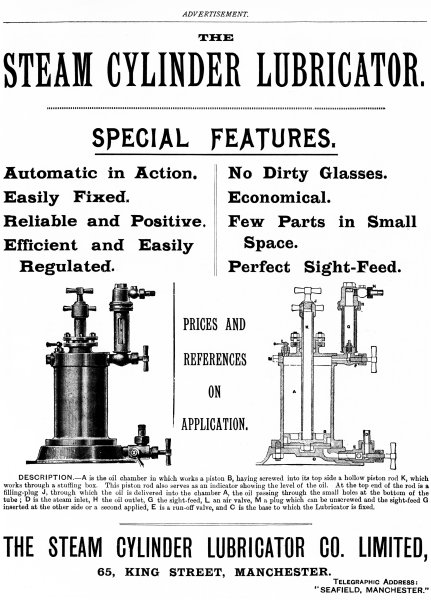 ADVERTISEMENT.
THE
STEAM CYLINDER LUBRICATOR.
SPECIAL FEATURES.
Automatic in Action.
Easily Fixed.
Reliable and Positive.
Efficient and Easily
Regulated.
No Dirty Glasses.
Economical.
Few Parts in Small
Space.
Perfect Sight-Feed.
PRICES AND
REFERENCES
ON
APPLICATION.
DESCRIPTION.—A is the oil chamber in which works a piston B, having screwed into its top side a hollow piston rod K, which
works through a stuffing box. This piston rod also serves as an indicator showing the level of the oil. At the top end of the rod is a
filling-plug J, through which the oil is delivered into the chamber A, the oil passing through the small holes at the bottom of the
tube; D is the steam inlet, H the oil outlet, G the sight-feed, L an air valve, M a plug which can be unscrewed and the sight-feed G
inserted at the other side or a second applied, E is a run-off valve, and C is the base to which the Lubricator is fixed.
THE STEAM CYLINDER LUBRICATOR CO. LIMITED,
65, KING STREET, MANCHESTER.
TELEGRAPHIC ADDRESS:
"SEAFIELD, MANCHESTER."